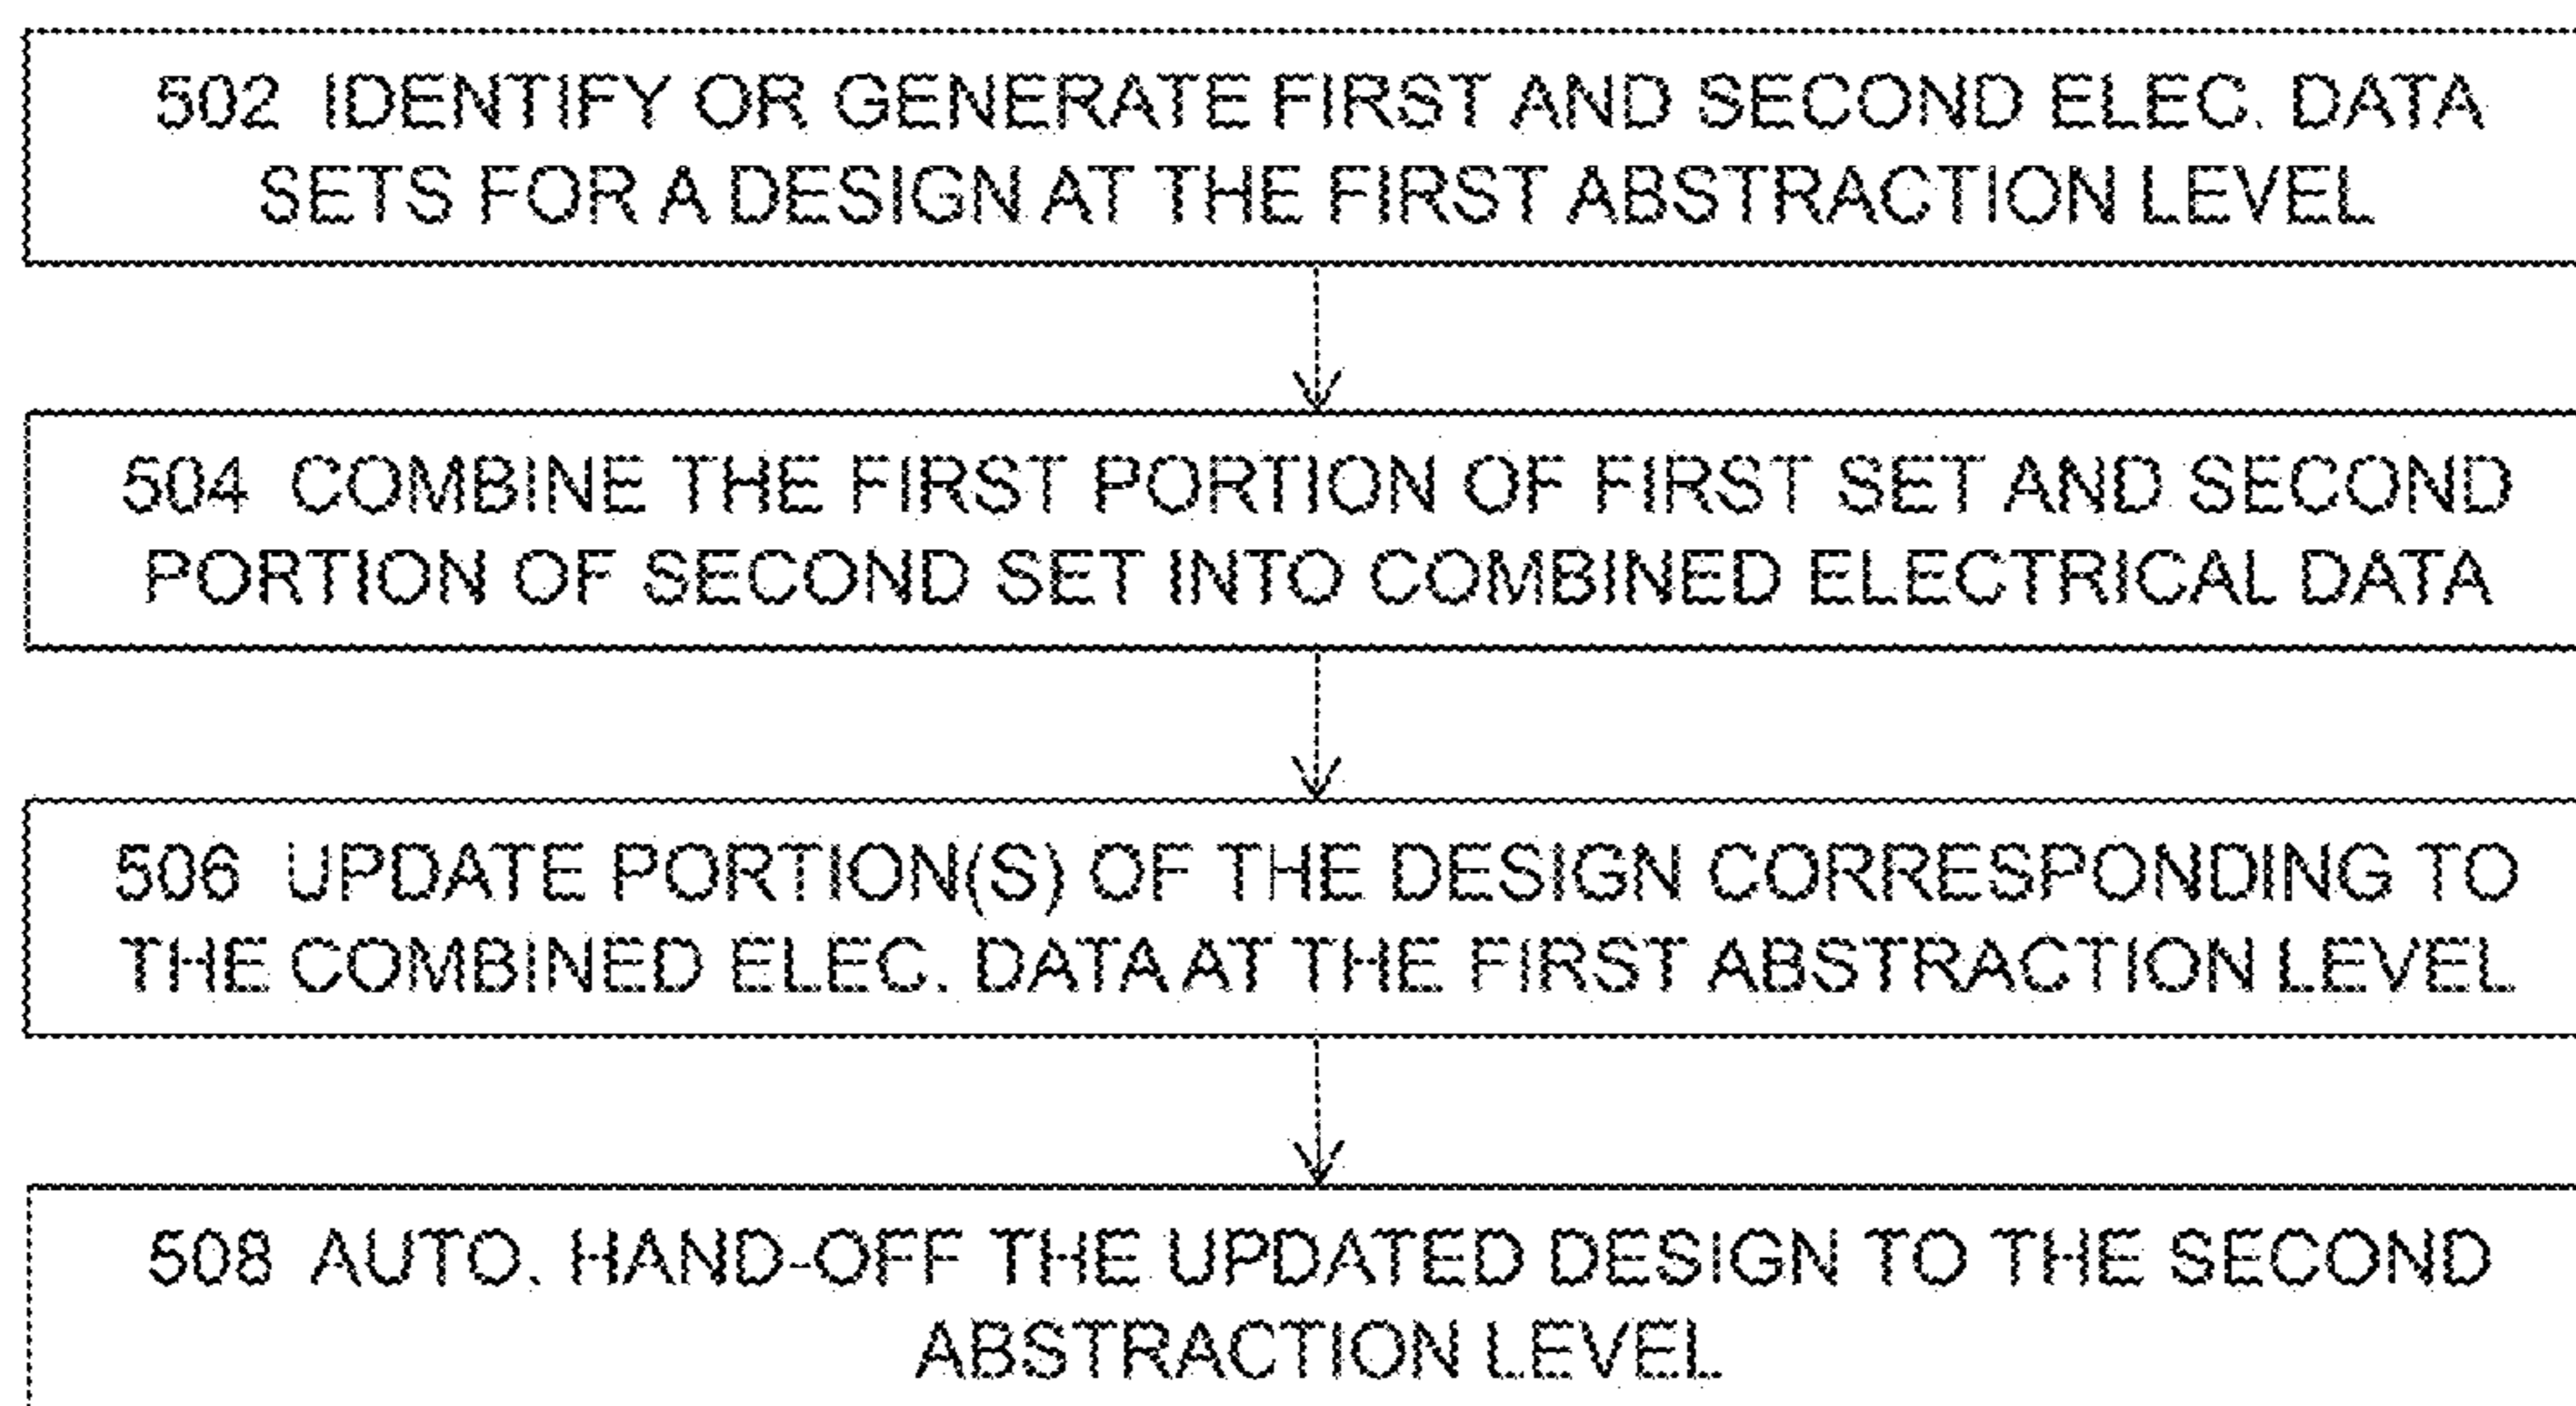 502 IDENTIFY OR GENERATE FIRST AND SECOND ELEC. DATA
SETS FOR A DESIGN AT THE FIRST ABSTRACTION LEVEL
504 COMBINE THE FIRST PORTION OF FIRST SET AND SECOND
PORTION OF SECOND SET INTO COMBINED ELECTRICAL DATA
506 UPDATE PORTION(S) OF THE DESIGN CORRESPONDING TO
THE COMBINED ELEC. DATA AT THE FIRST ABSTRACTION LEVEL
508 AUTO. HAND-OFF THE UPDATED DESIGN TO THE SECOND
ABSTRACTION LEVEL